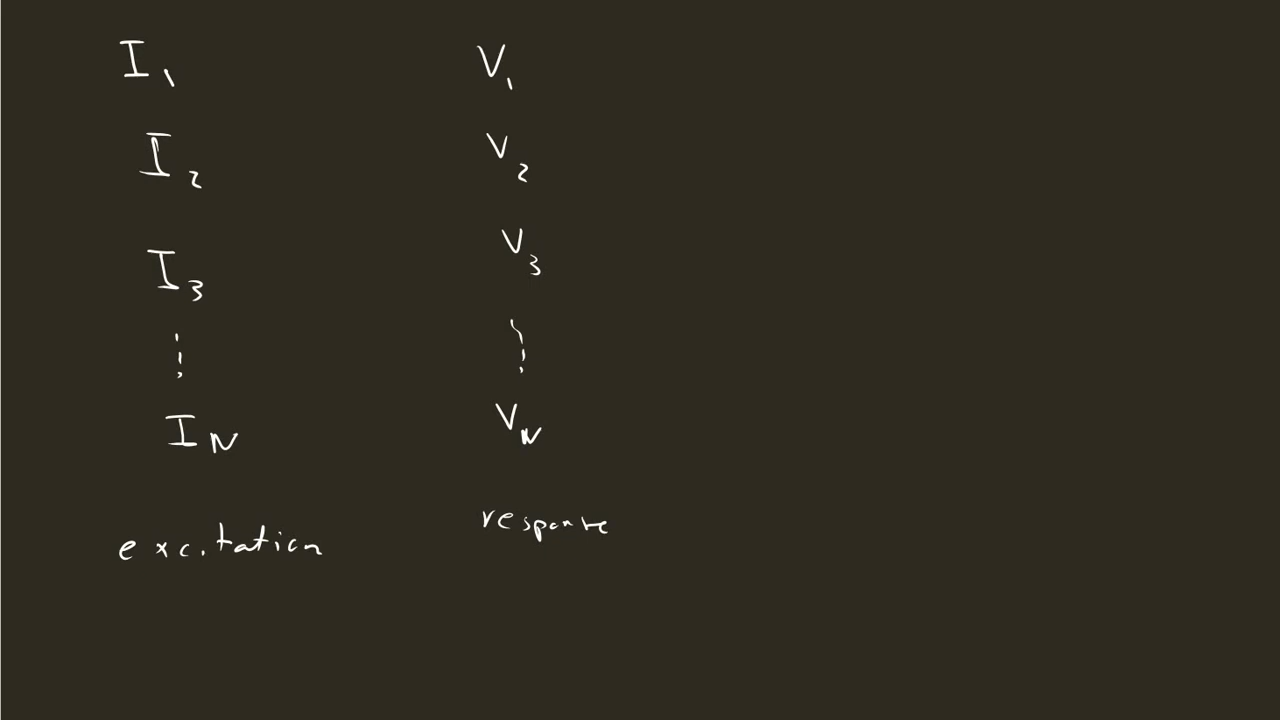 I1 V1
I2 V2
I3 V3
⋮ ⋮
IN VN
excitation response